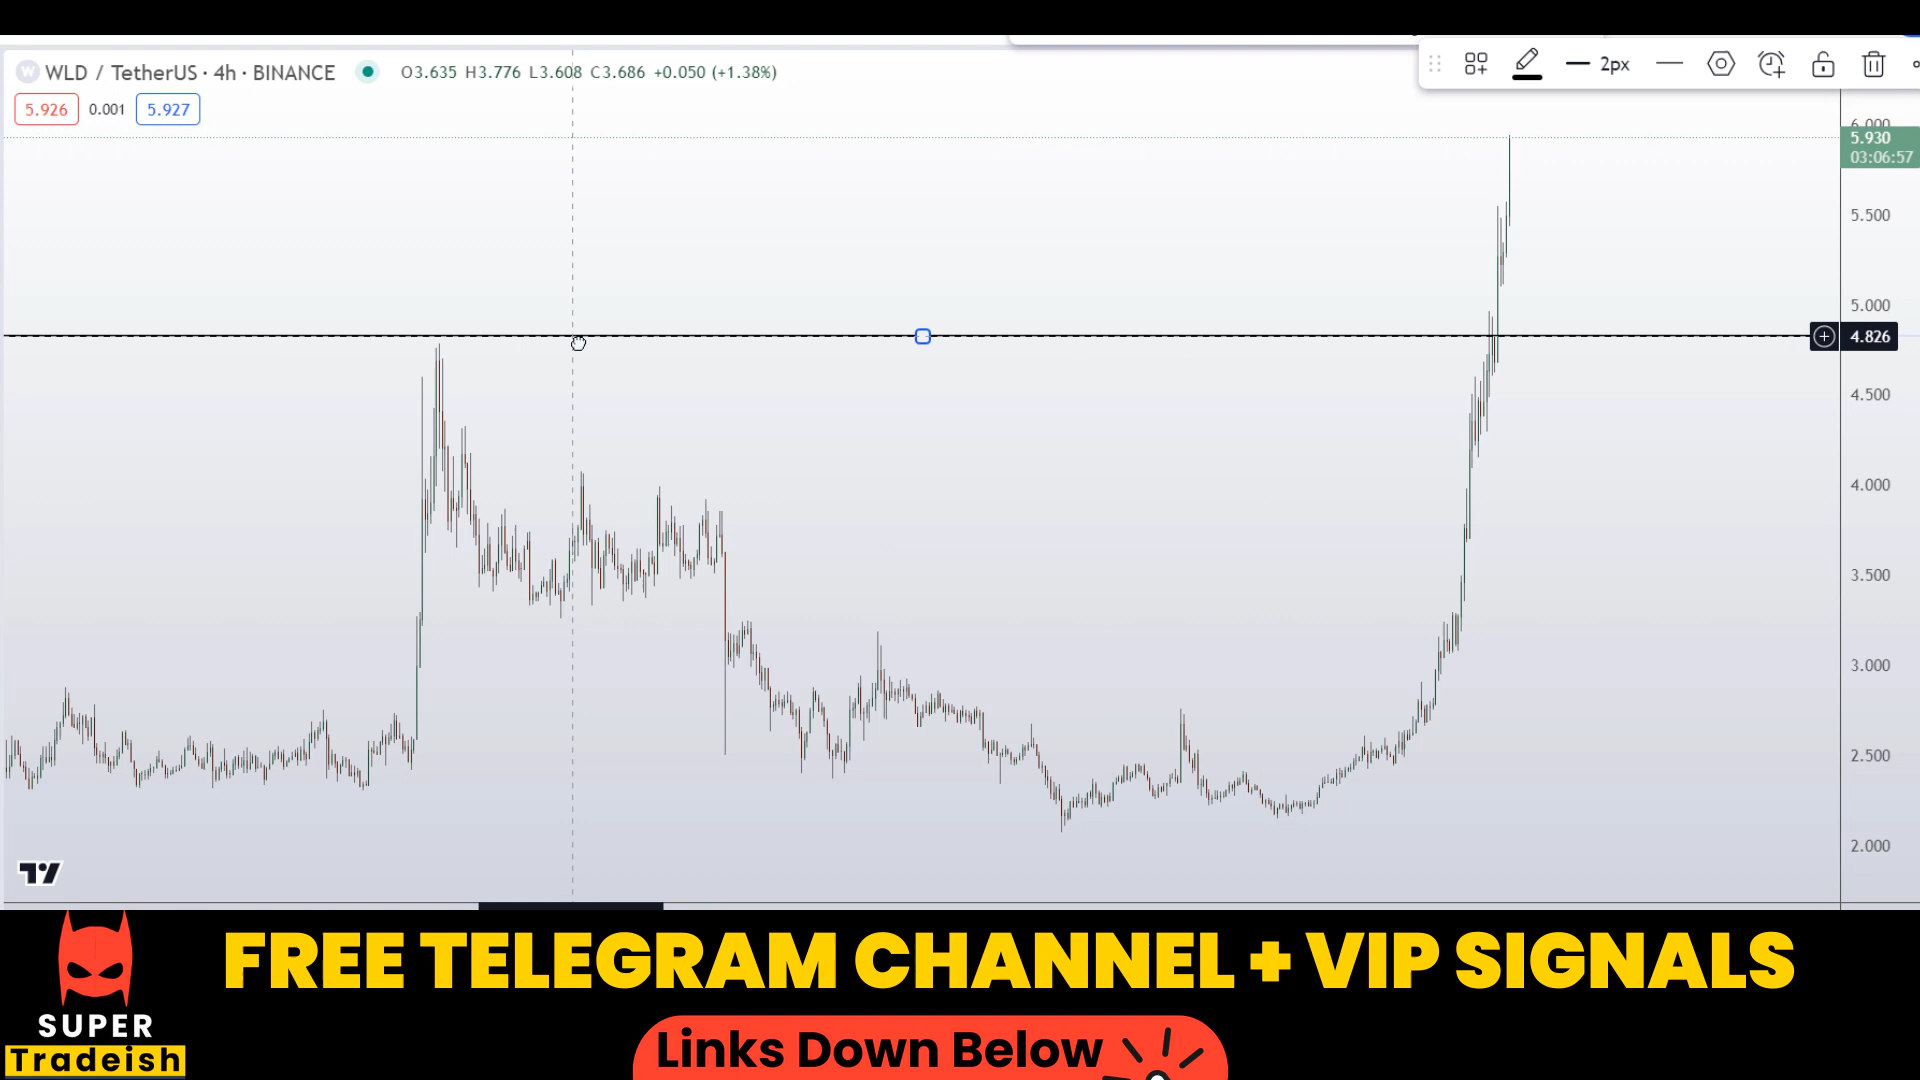 WLD / TetherUS · 4h · BINANCE O3.635 H3.776 L3.608 C3.686 +0.050 (+1.38%)
2px
5.926 0.001 5.927
6.000
5.930
03:06:57
5.500
5.000
4.826
4.500
4.000
3.500
3.000
2.500
2.000
FREE TELEGRAM CHANNEL + VIP SIGNALS
SUPER
Tradeish
Links Down Below